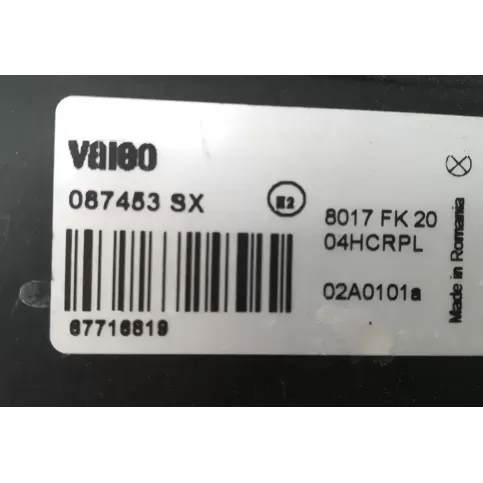 valeo
087453 SX
E2
8017 FK 20
04HCRPL
02A0101a
67716819
Made in Romania